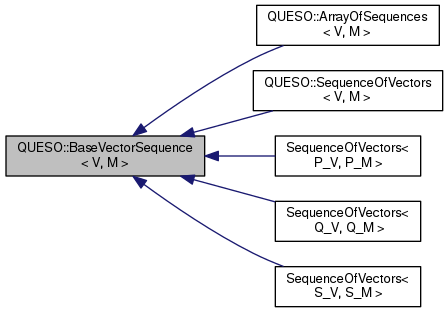 QUESO::ArrayOfSequences
< V, M >
QUESO::SequenceOfVectors
< V, M >
QUESO::BaseVectorSequence
< V, M >
SequenceOfVectors<
P_V, P_M >
SequenceOfVectors<
Q_V, Q_M >
SequenceOfVectors<
S_V, S_M >